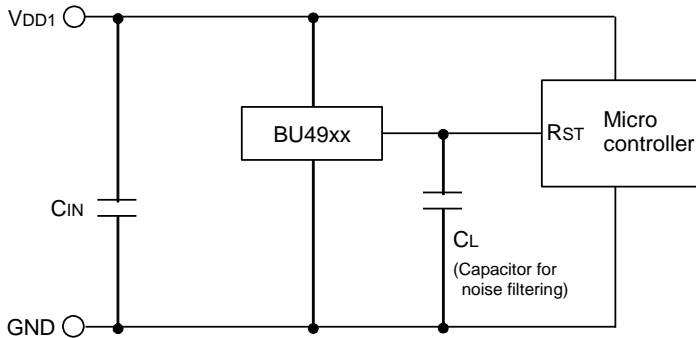 VDD1
BU49xx
RST
Micro
controller
CIN
CL
(Capacitor for
noise filtering)
GND